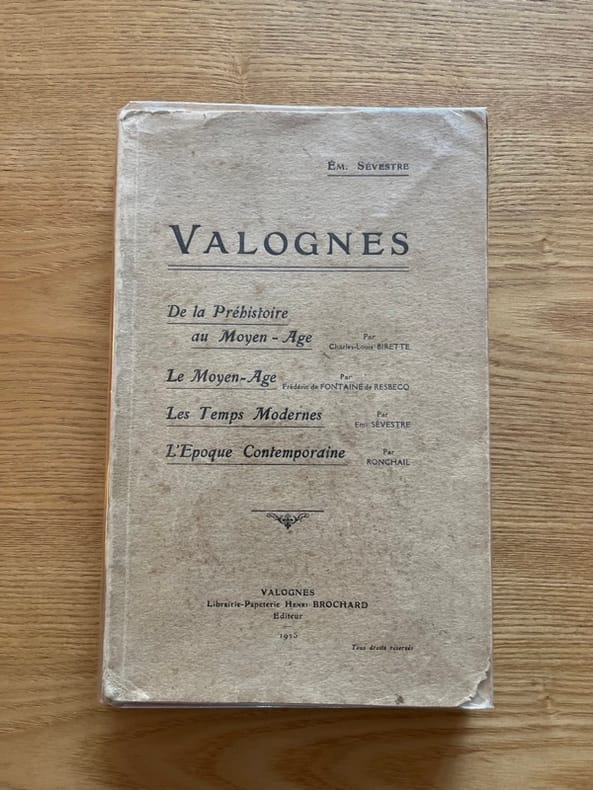 ÉM. SÉVESTRE
VALOGNES
De la Préhistoire
au Moyen-Age
Par
Charles-Louis BIRETTE
Le Moyen-Age
Par
Frédéric de FONTAINE de RESBECQ
Les Temps Modernes
Par
Em. SÉVESTRE
L'Epoque Contemporaine
Par
RONCHAIL
VALOGNES
Librairie-Papeterie HENRI BROCHARD
Editeur
Tous droits réservés